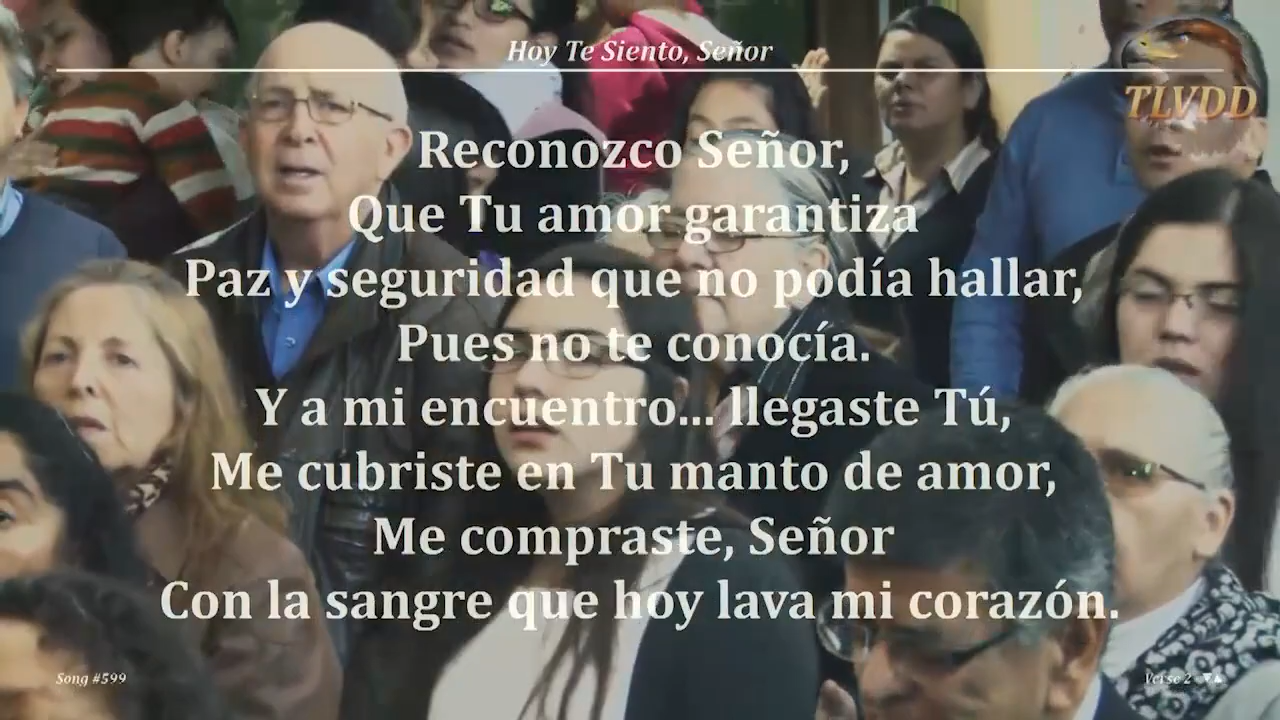 Hoy Te Siento, Señor
TLVDD
Reconozco Señor,
Que Tu amor garantiza
Paz y seguridad que no podía hallar,
Pues no te conocía.
Y a mi encuentro... llegaste Tú,
Me cubriste en Tu manto de amor,
Me compraste, Señor
Con la sangre que hoy lava mi corazón.
Song #599
Verse 2 ▼▲